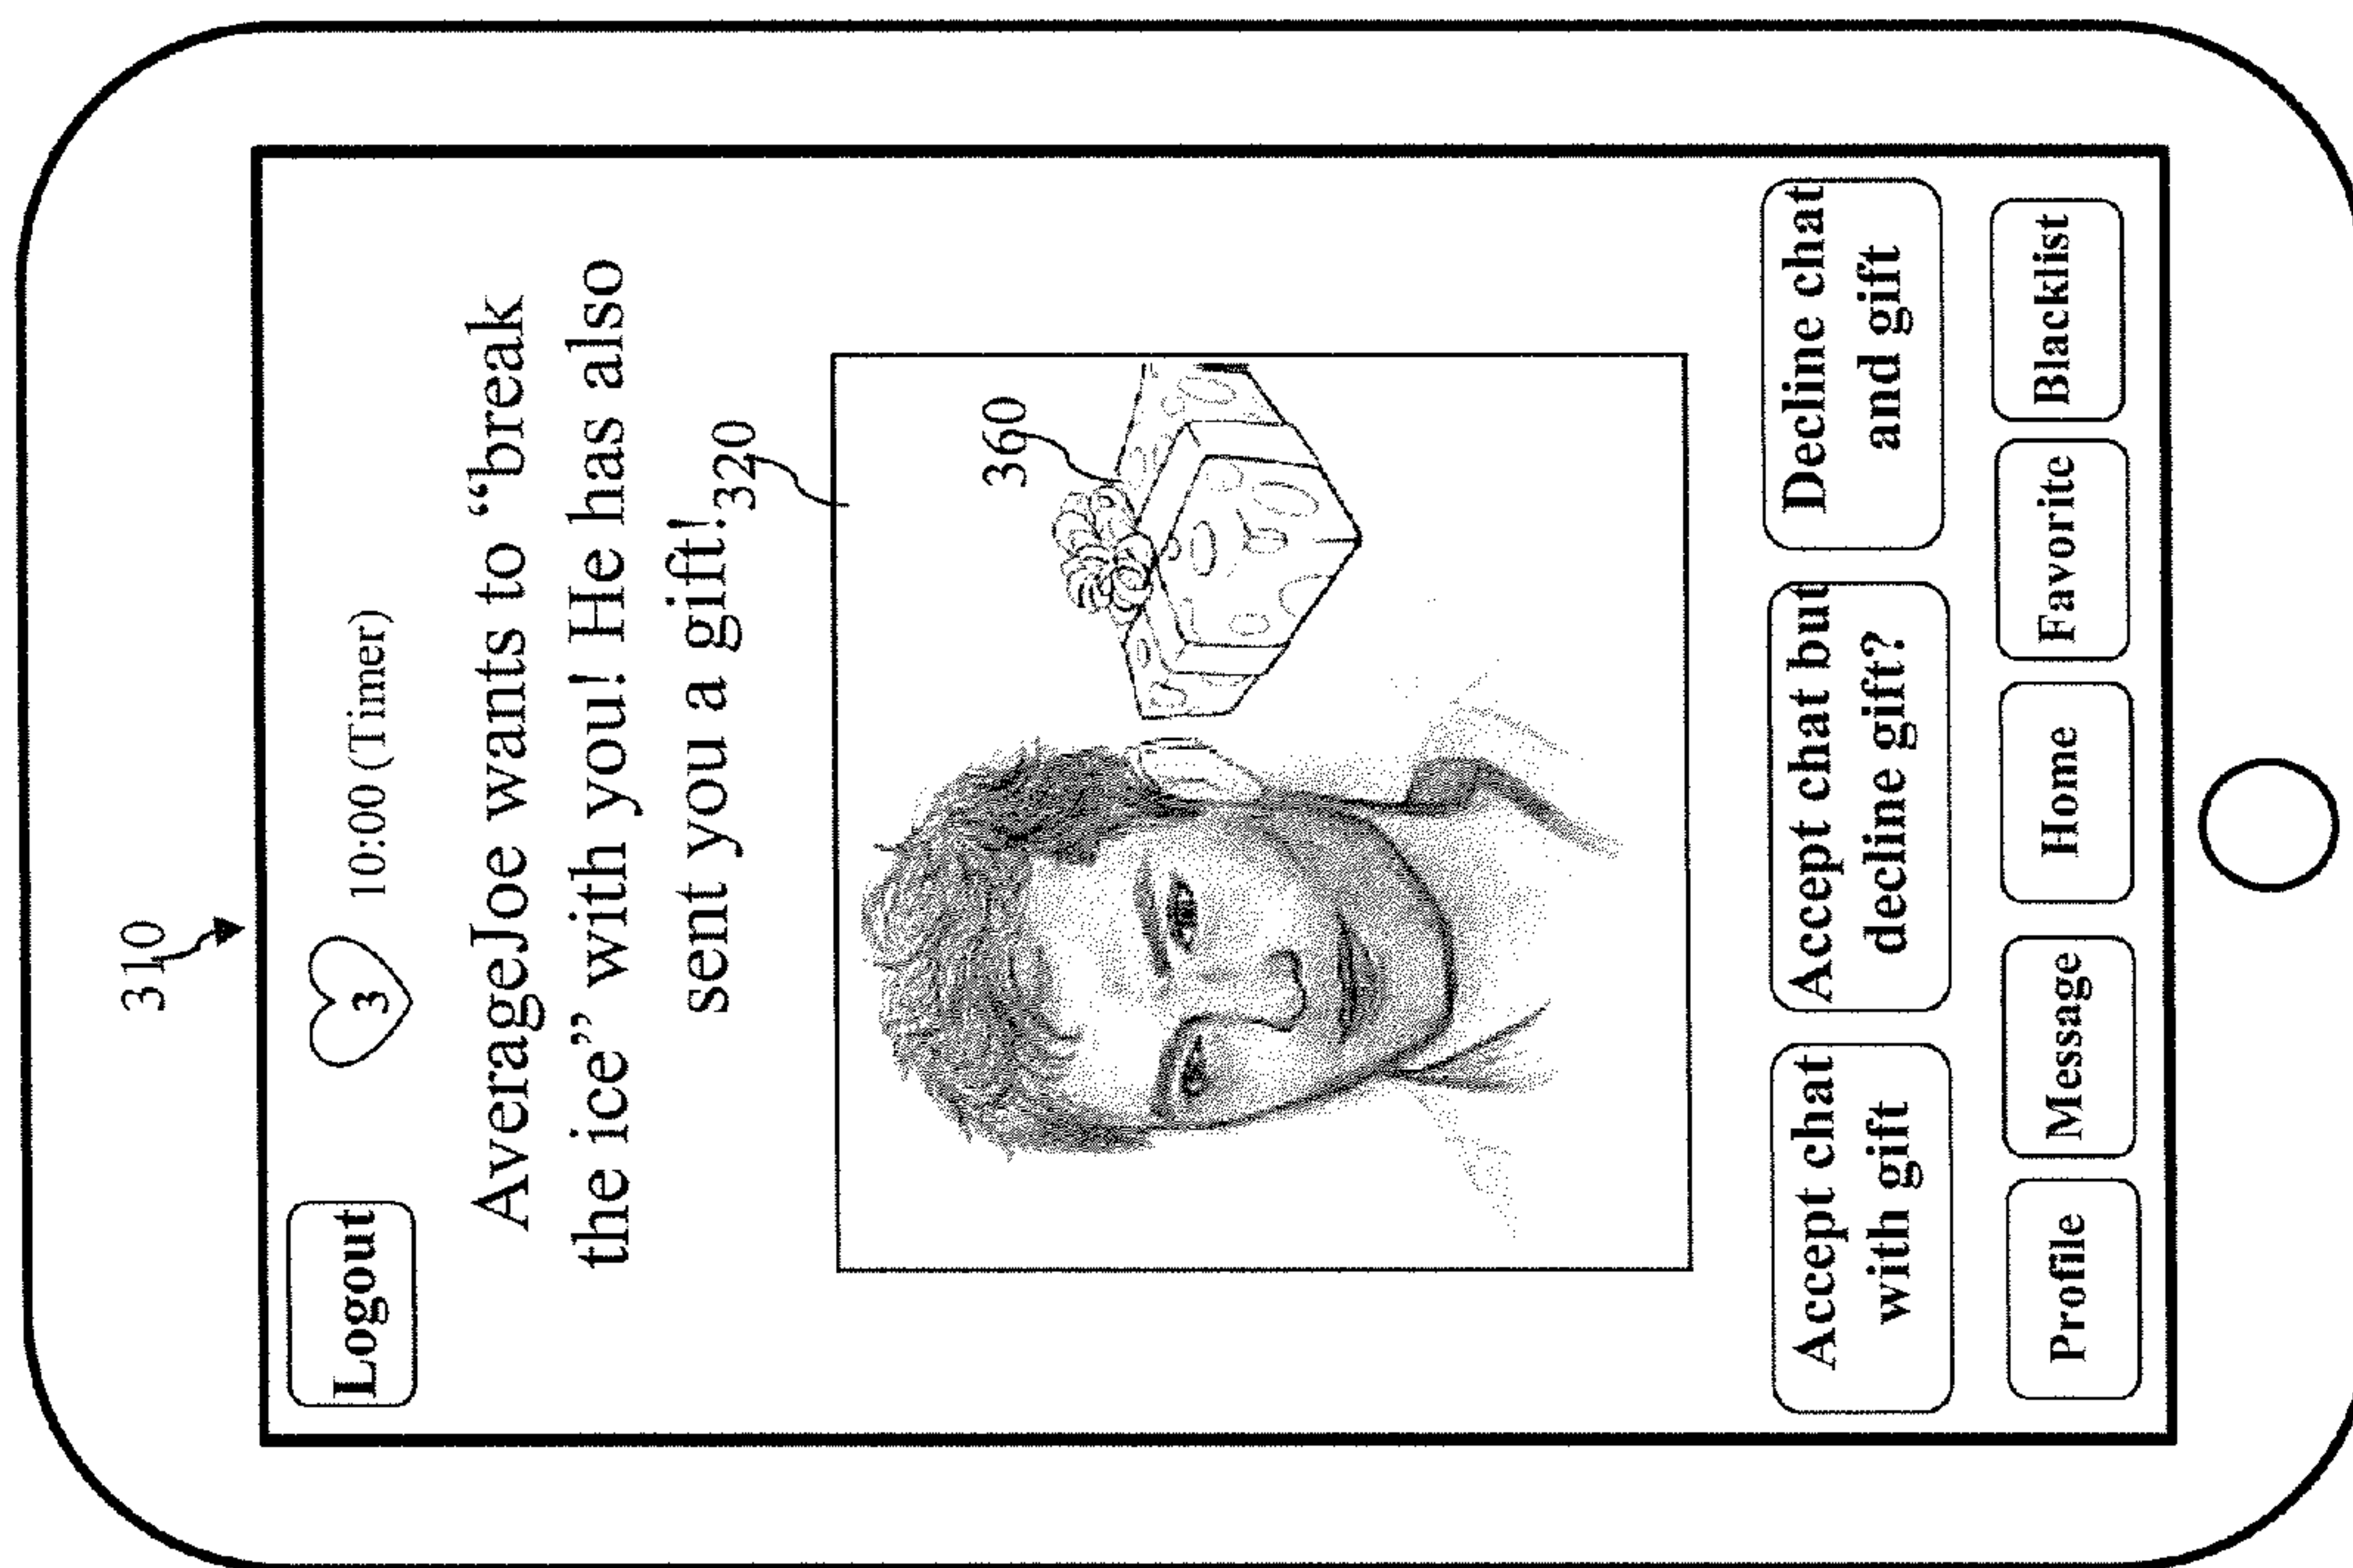 310
Logout
3
10:00 (Timer)
AverageJoe wants to “break
the ice” with you! He has also
sent you a gift!
320
360
Accept chat
with gift
Accept chat but
decline gift?
Decline chat
and gift
Profile
Message
Home
Favorite
Blacklist